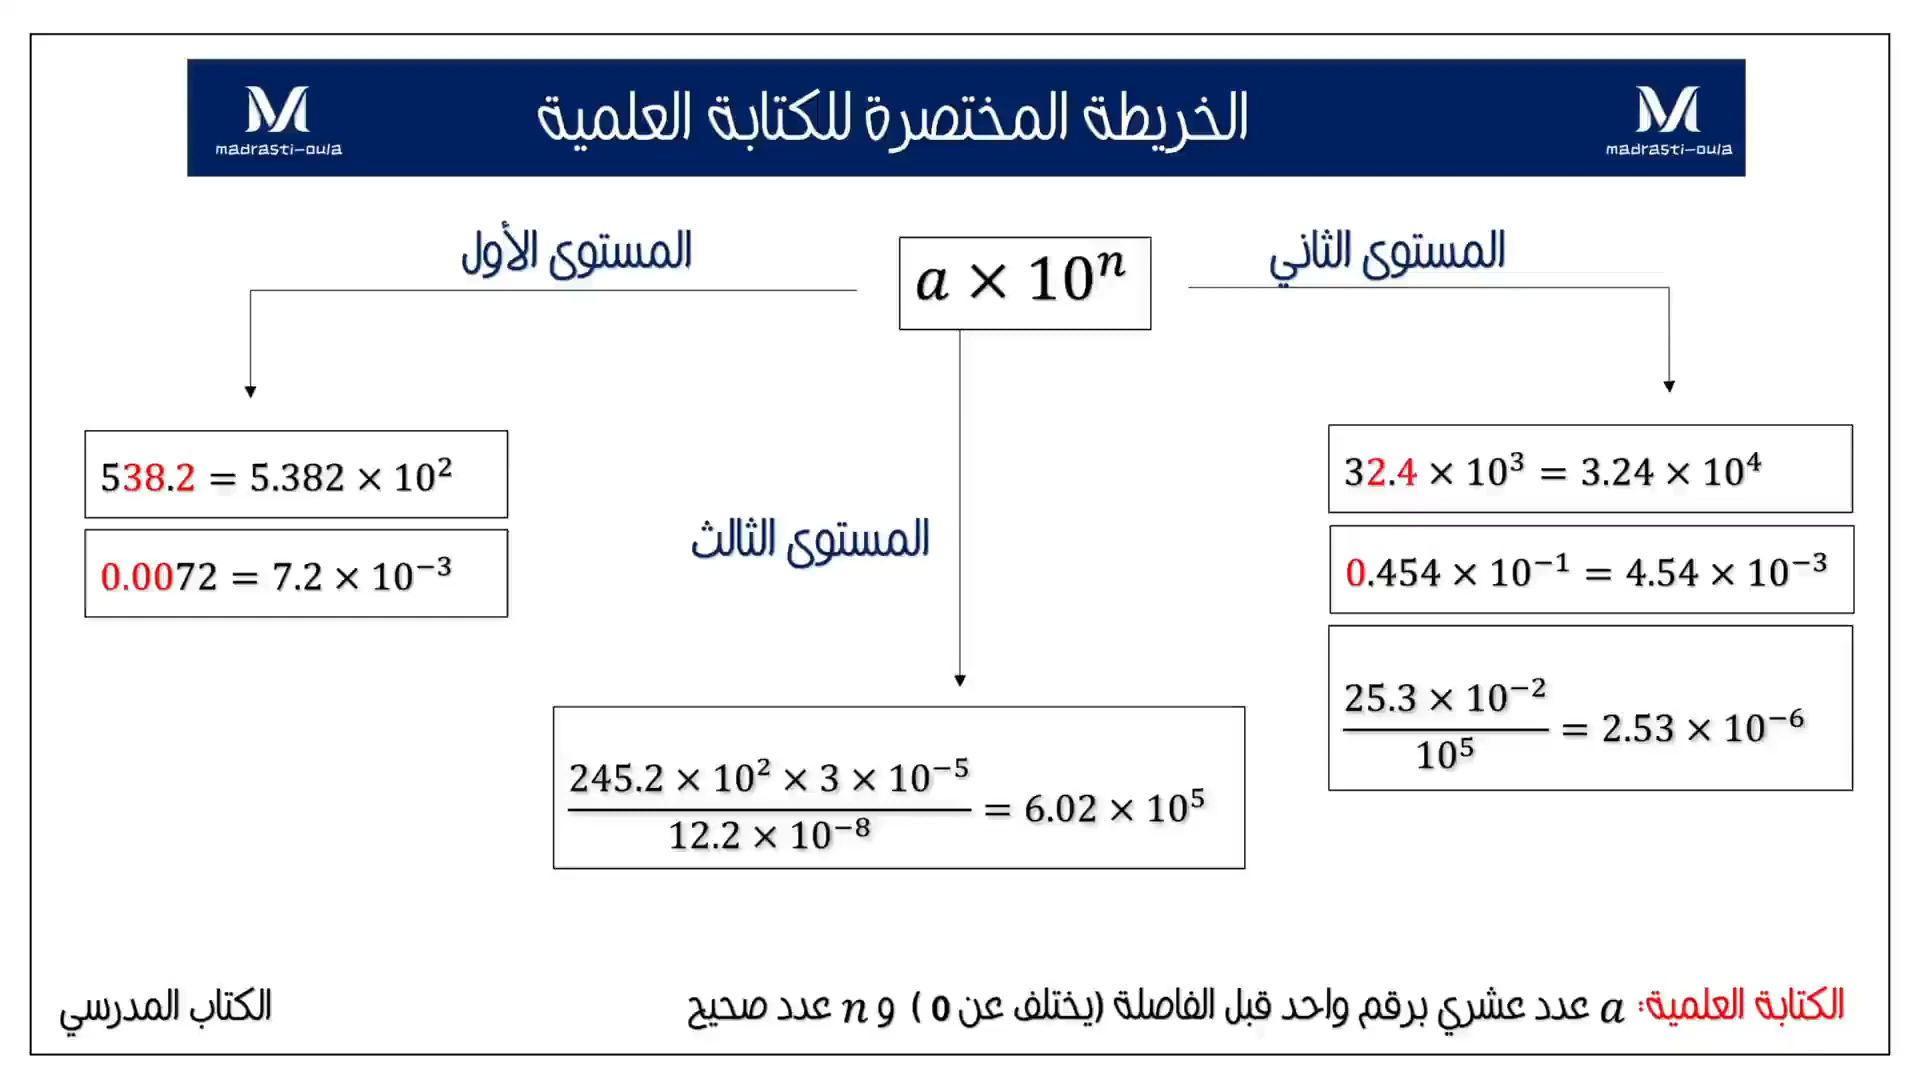 الخريطة المختصرة للكتابة العلمية
madrasti-oula
madrasti-oula
a × 10ⁿ
المستوى الأول
538.2 = 5.382 × 10²
0.0072 = 7.2 × 10⁻³
المستوى الثاني
32.4 × 10³ = 3.24 × 10⁴
0.454 × 10⁻¹ = 4.54 × 10⁻³
25.3 × 10⁻² / 10⁵ = 2.53 × 10⁻⁶
المستوى الثالث
245.2 × 10² × 3 × 10⁻⁵ / 12.2 × 10⁻⁸ = 6.02 × 10⁵
الكتابة العلمية: a عدد عشري برقم واحد قبل الفاصلة (يختلف عن 0 ) و n عدد صحيح
الكتاب المدرسي